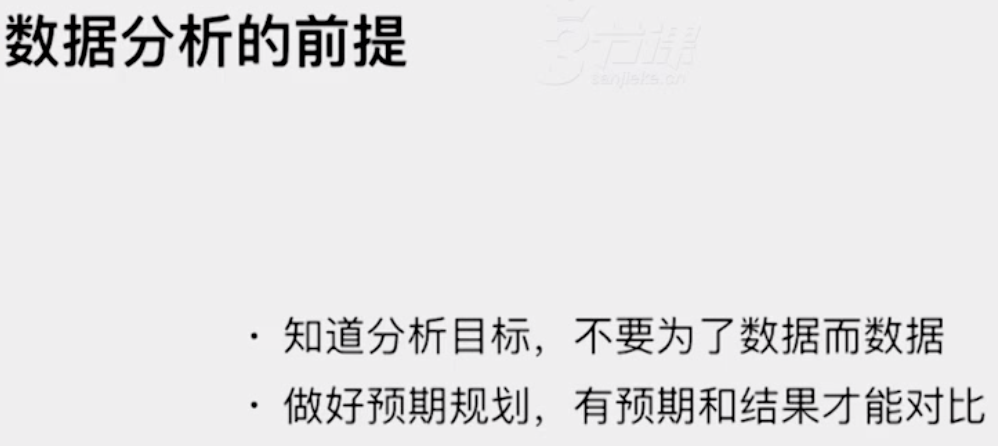 数据分析的前提
3节课
sanjieke.cn
· 知道分析目标，不要为了数据而数据
· 做好预期规划，有预期和结果才能对比